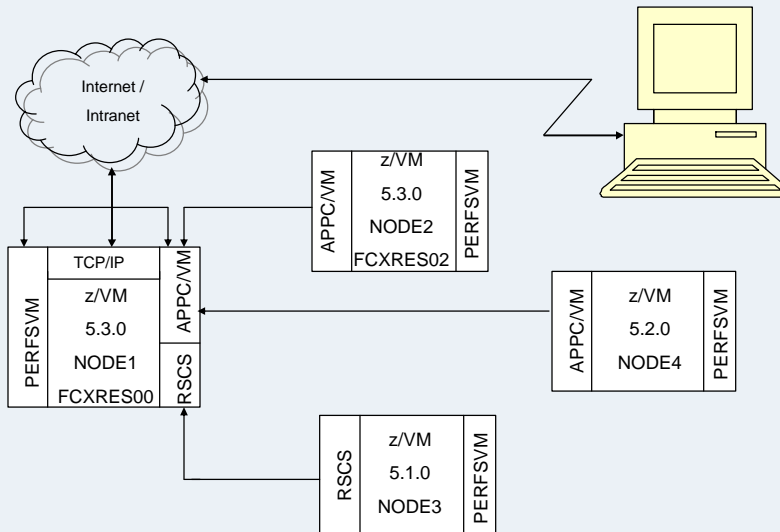 Internet /
Intranet
APPC/VM
z/VM
5.3.0
NODE2
FCXRES02
PERFSVM
PERFSVM
TCP/IP
z/VM
5.3.0
NODE1
FCXRES00
APPC/VM
RSCS
APPC/VM
z/VM
5.2.0
NODE4
PERFSVM
RSCS
z/VM
5.1.0
NODE3
PERFSVM